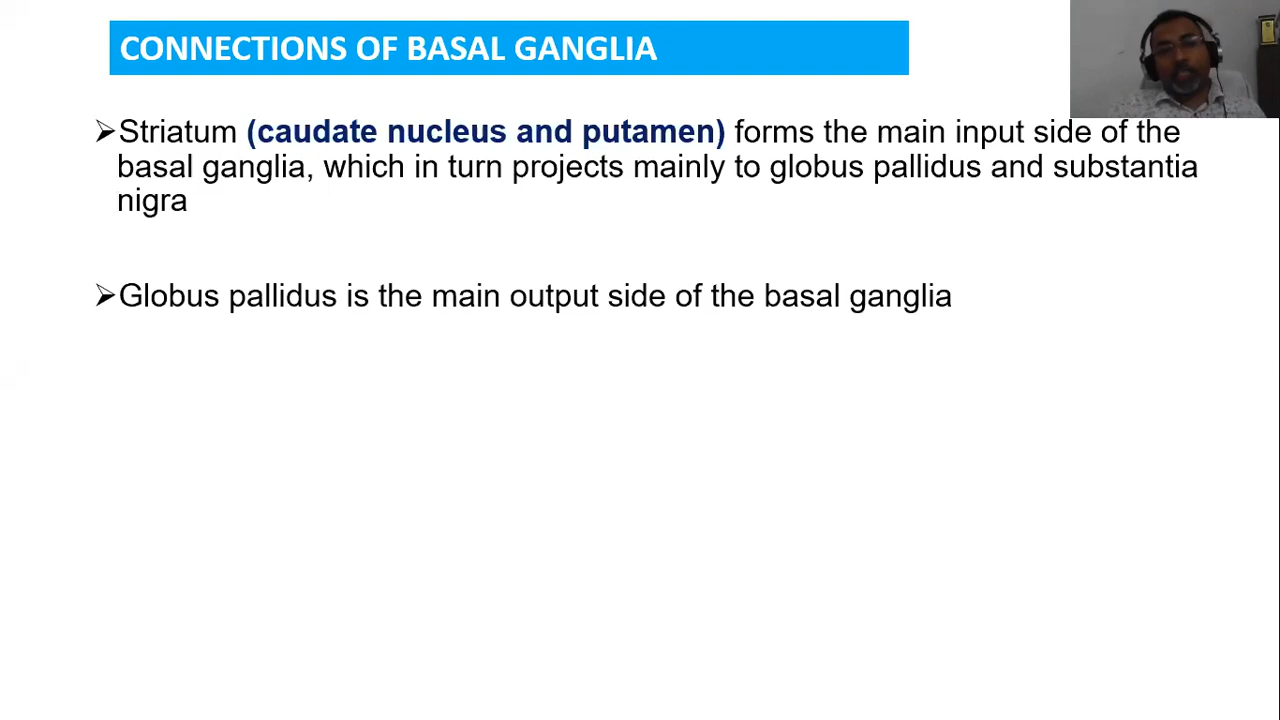 CONNECTIONS OF BASAL GANGLIA
➢Striatum (caudate nucleus and putamen) forms the main input side of the
basal ganglia, which in turn projects mainly to globus pallidus and substantia
nigra
➢Globus pallidus is the main output side of the basal ganglia